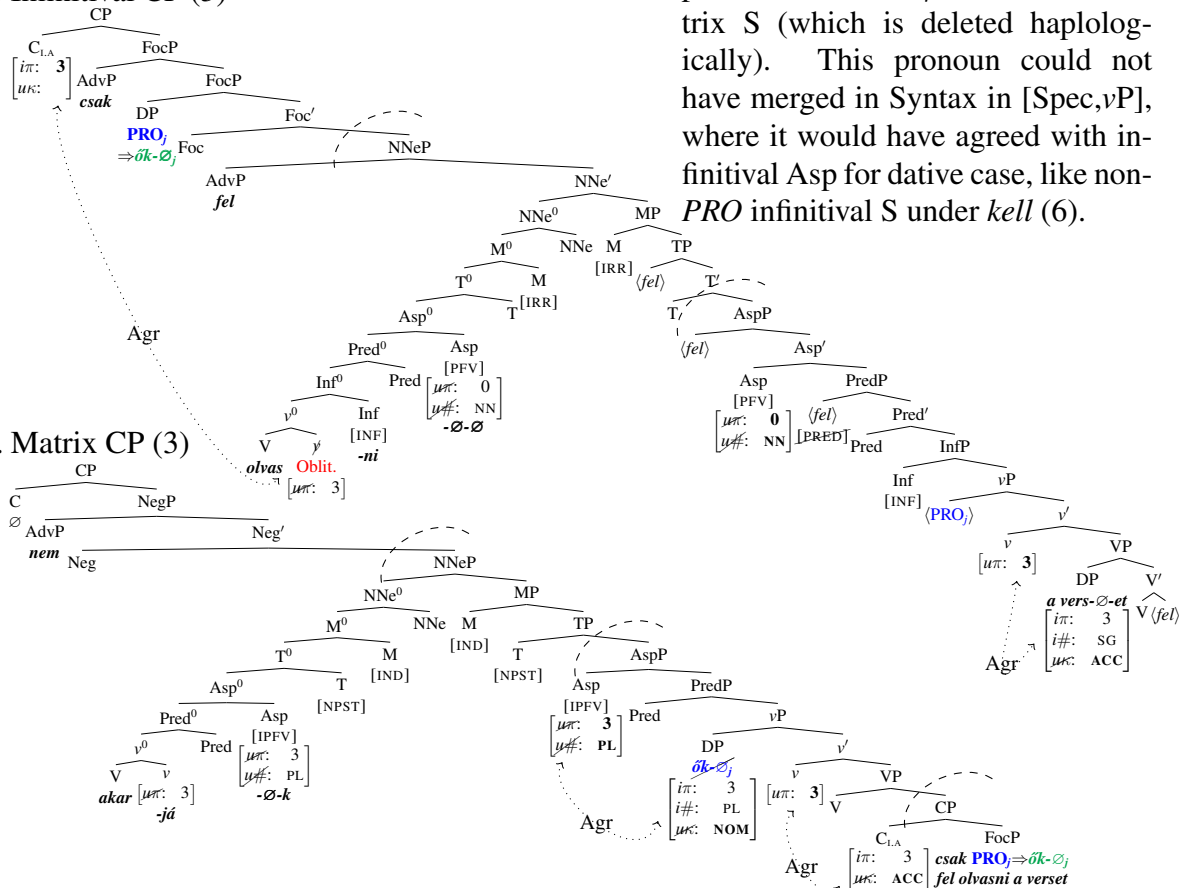 Infinitival CP (3)
p
trix S (which is deleted haplolog-
ically). This pronoun could not
have merged in Syntax in [Spec,vP],
where it would have agreed with in-
finitival Asp for dative case, like non-
PRO infinitival S under kell (6).
CP
C_I.A FocP
[iπ: 3
uκ: ]
AdvP FocP
csak
DP Foc′
PRO_j Foc NNeP
⇒ők-∅_j
AdvP NNe′
fel
NNe⁰ MP
M⁰ NNe M TP
[IRR]
T⁰ M ⟨fel⟩ T′
[IRR]
Asp⁰ T T AspP
Pred⁰ Asp ⟨fel⟩ Asp′
[PFV]
Inf⁰ Pred [uπ: 0
u#: NN]
-∅-∅
Asp PredP
[PFV]
[uπ: 0
u#: NN]
⟨fel⟩ Pred′
[PRED]
v⁰ Inf Pred InfP
[INF]
-ni
V v
olvas Oblit.
[uπ: 3]
Agr
Inf vP
[INF]
⟨PRO_j⟩ v′
v VP
[uπ: 3]
DP V′
a vers-∅-et V ⟨fel⟩
[iπ: 3
i#: SG
uκ: ACC]
Agr
. Matrix CP (3)
CP
C NegP
∅
AdvP Neg′
nem
Neg NNeP
NNe⁰ MP
M⁰ NNe M TP
[IND]
T⁰ M T AspP
[IND] [NPST]
Asp⁰ T Asp PredP
[NPST] [IPFV]
[uπ: 3
u#: PL]
Pred⁰ Asp Pred vP
[IPFV]
v⁰ Pred [uπ: 3
u#: PL]
-∅-k
V v
akar [uπ: 3]
-já
DP v′
ők-∅_j
[iπ: 3
i#: PL
uκ: NOM]
Agr
v VP
[uπ: 3]
V CP
C_I.A FocP
[iπ: 3
uκ: ACC]
csak PRO_j⇒ők-∅_j
fel olvasni a verset
Agr